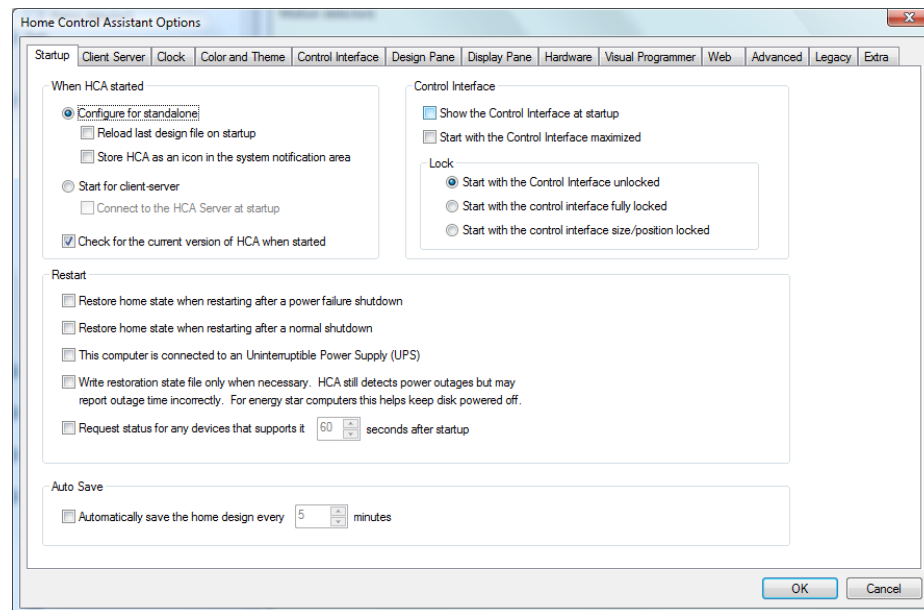 Motion detectors
Home Control Assistant Options
Startup Client Server Clock Color and Theme Control Interface Design Pane Display Pane Hardware Visual Programmer Web Advanced Legacy Extra
When HCA started
Configure for standalone
Reload last design file on startup
Store HCA as an icon in the system notification area
Start for client-server
Connect to the HCA Server at startup
Check for the current version of HCA when started
Control Interface
Show the Control Interface at startup
Start with the Control Interface maximized
Lock
Start with the Control Interface unlocked
Start with the control interface fully locked
Start with the control interface size/position locked
Restart
Restore home state when restarting after a power failure shutdown
Restore home state when restarting after a normal shutdown
This computer is connected to an Uninterruptible Power Supply (UPS)
Write restoration state file only when necessary. HCA still detects power outages but may
report outage time incorrectly. For energy star computers this helps keep disk powered off.
Request status for any devices that supports it 60 seconds after startup
Auto Save
Automatically save the home design every 5 minutes
OK Cancel